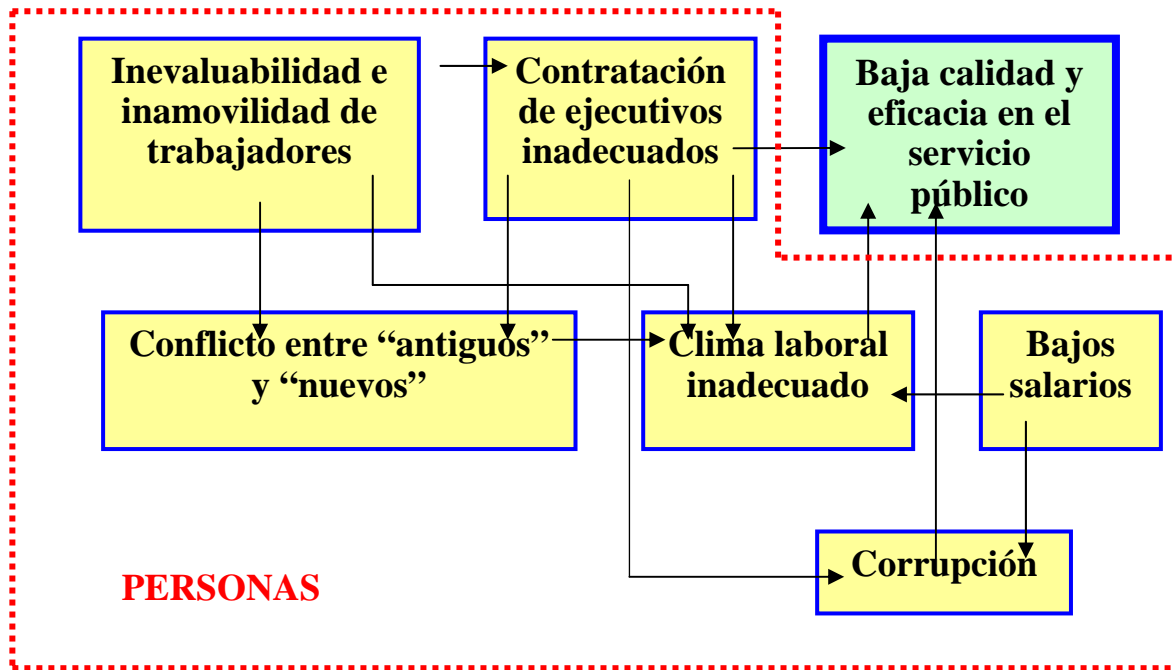 Inevaluabilidad e
inamovilidad de
trabajadores
Contratación
de ejecutivos
inadecuados
Baja calidad y
eficacia en el
servicio
público
Conflicto entre “antiguos”
y “nuevos”
Clima laboral
inadecuado
Bajos
salarios
Corrupción
PERSONAS